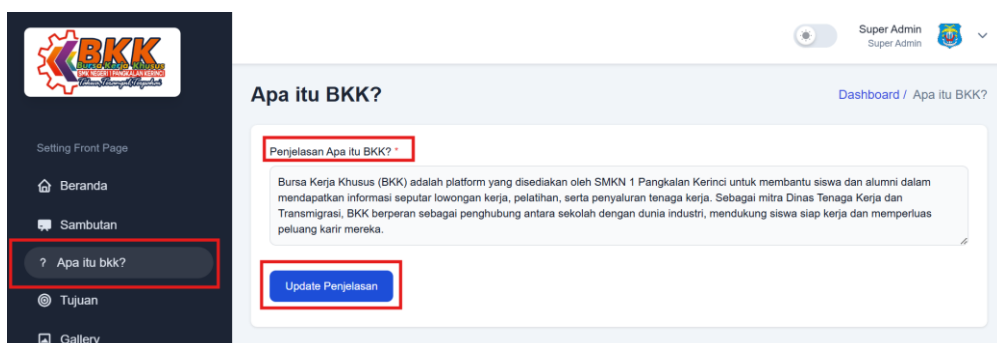 BKK
Bursa Kerja Khusus
SMK NEGERI 1 PANGKALAN KERINCI
Super Admin
Super Admin
Apa itu BKK?
Dashboard / Apa itu BKK?
Setting Front Page
Beranda
Sambutan
? Apa itu bkk?
Tujuan
Gallery
Penjelasan Apa itu BKK? *
Bursa Kerja Khusus (BKK) adalah platform yang disediakan oleh SMKN 1 Pangkalan Kerinci untuk membantu siswa dan alumni dalam
mendapatkan informasi seputar lowongan kerja, pelatihan, serta penyaluran tenaga kerja. Sebagai mitra Dinas Tenaga Kerja dan
Transmigrasi, BKK berperan sebagai penghubung antara sekolah dengan dunia industri, mendukung siswa siap kerja dan memperluas
peluang karir mereka.
Update Penjelasan